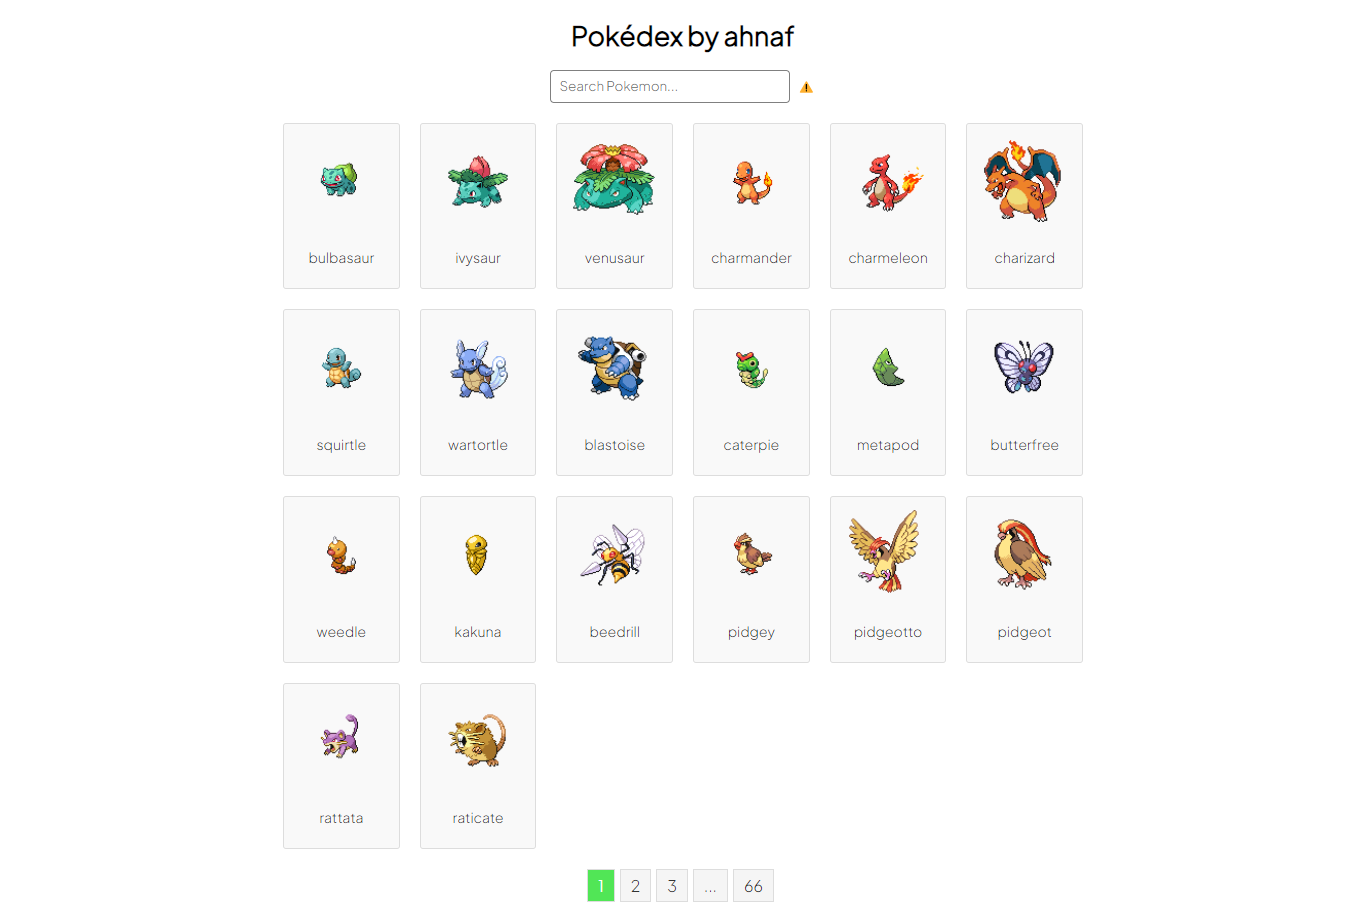 Pokédex by ahnaf
Search Pokemon...
bulbasaur
ivysaur
venusaur
charmander
charmeleon
charizard
squirtle
wartortle
blastoise
caterpie
metapod
butterfree
weedle
kakuna
beedrill
pidgey
pidgeotto
pidgeot
rattata
raticate
1 2 3 ... 66